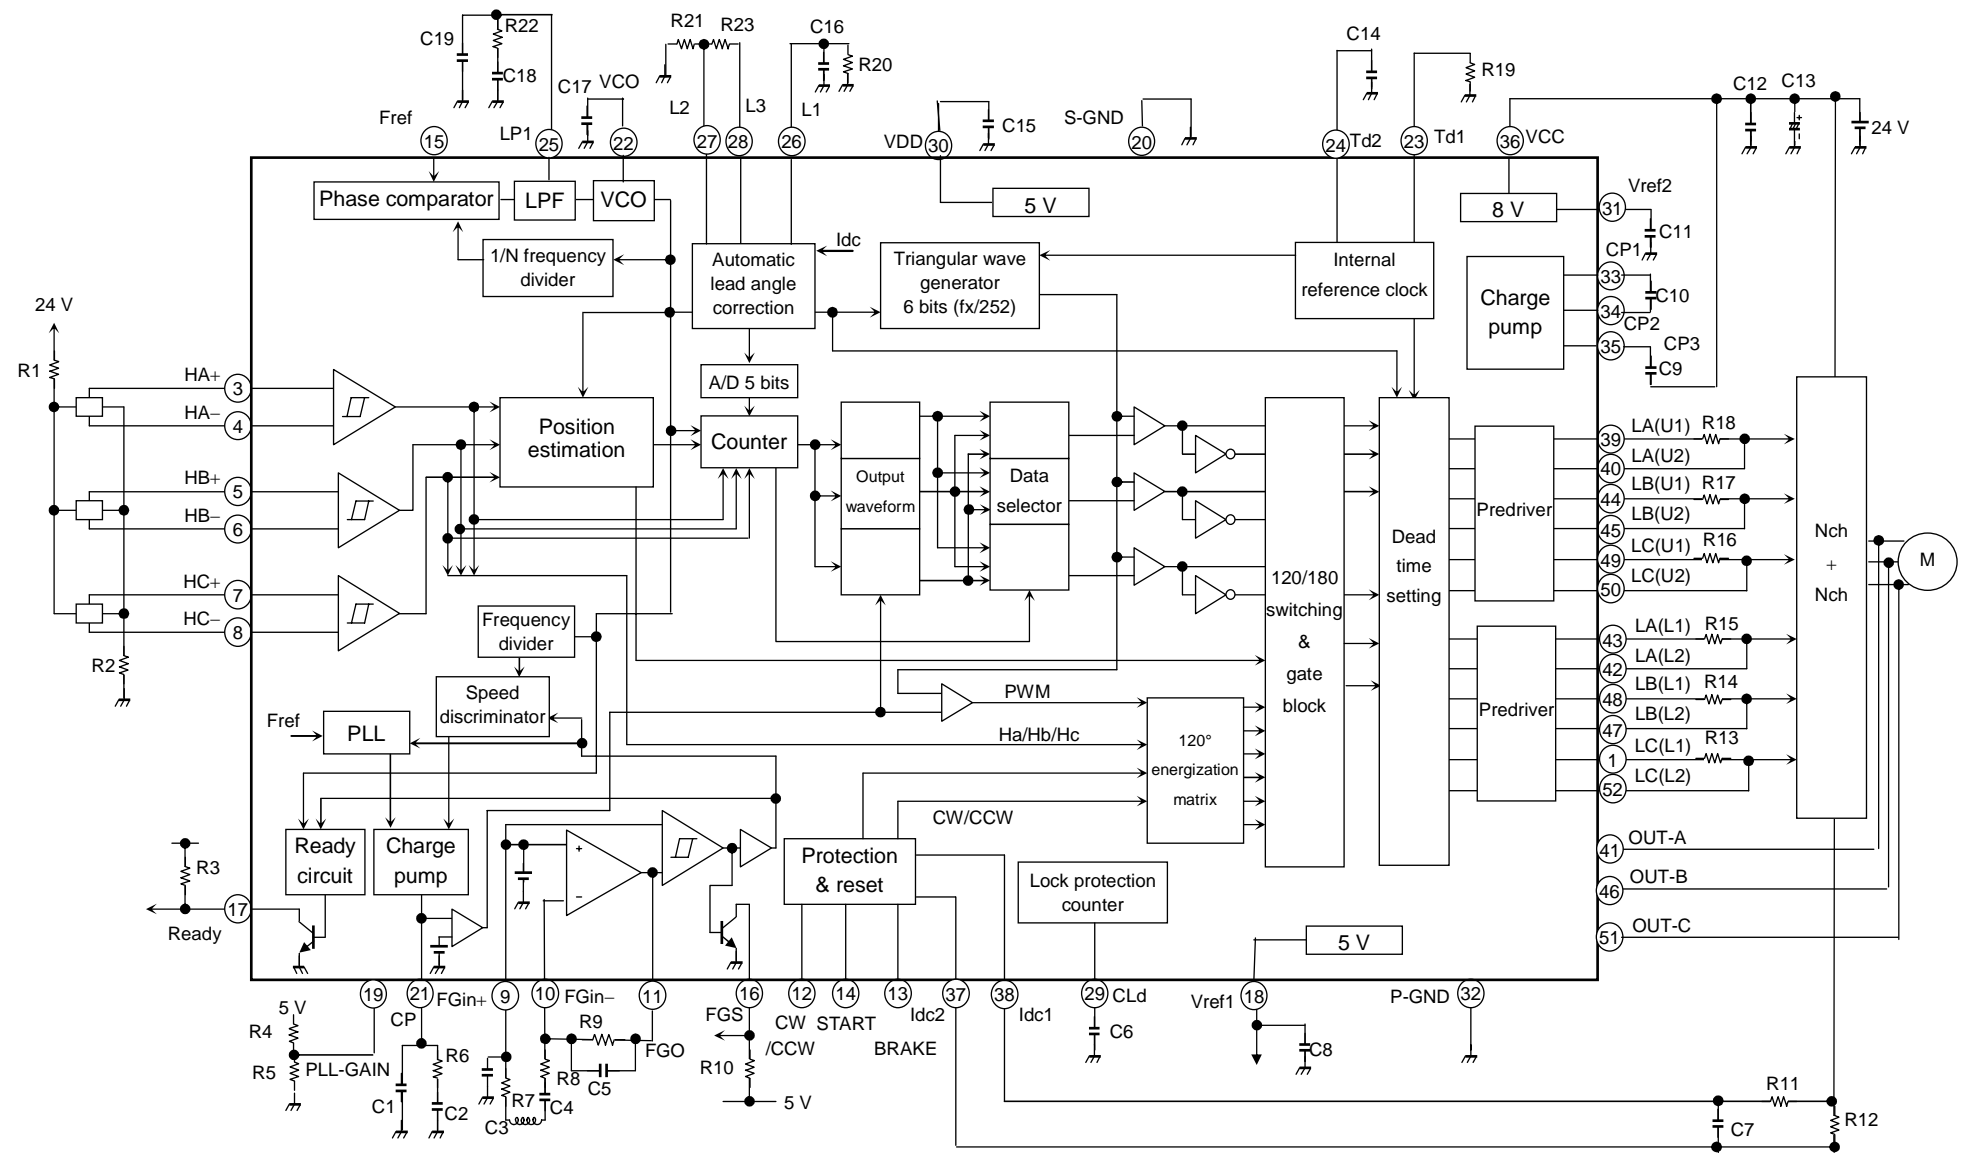 C19
R22
C18
R21
R23
C16
R20
C14
R19
C12
C13
24 V
C17
VCO
L2
L3
L1
Fref
LP1
VDD
C15
S-GND
Td2
Td1
VCC
15
25
22
27
28
26
30
20
24
23
36
Phase comparator
LPF
VCO
5 V
8 V
Vref2
31
C11
1/N frequency
divider
Automatic
lead angle
correction
Idc
Triangular wave
generator
6 bits (fx/252)
Internal
reference clock
Charge
pump
CP1
33
C10
34
CP2
35
CP3
C9
24 V
R1
HA+
3
HA−
4
HB+
5
HB−
6
HC+
7
HC−
8
R2
A/D 5 bits
Position
estimation
Counter
Output
waveform
Data
selector
120/180
switching
&
gate
block
Dead
time
setting
Predriver
Predriver
39
LA(U1)
R18
40
LA(U2)
44
LB(U1)
R17
45
LB(U2)
49
LC(U1)
R16
50
LC(U2)
43
LA(L1)
R15
42
LA(L2)
48
LB(L1)
R14
47
LB(L2)
1
LC(L1)
R13
52
LC(L2)
Nch
+
Nch
M
Frequency
divider
Speed
discriminator
Fref
PLL
PWM
Ha/Hb/Hc
120°
energization
matrix
CW/CCW
Ready
circuit
Charge
pump
+
−
Protection
& reset
Lock protection
counter
5 V
R3
17
Ready
41
OUT-A
46
OUT-B
51
OUT-C
19
21
FGin+
9
10
FGin−
11
16
12
14
13
37
38
29
CLd
Vref1
18
P-GND
32
5 V
R4
R5
PLL-GAIN
CP
R6
C1
C2
R7
C3
R8
C4
R9
C5
FGO
FGS
R10
5 V
CW
/CCW
START
BRAKE
Idc2
Idc1
C6
C8
R11
C7
R12